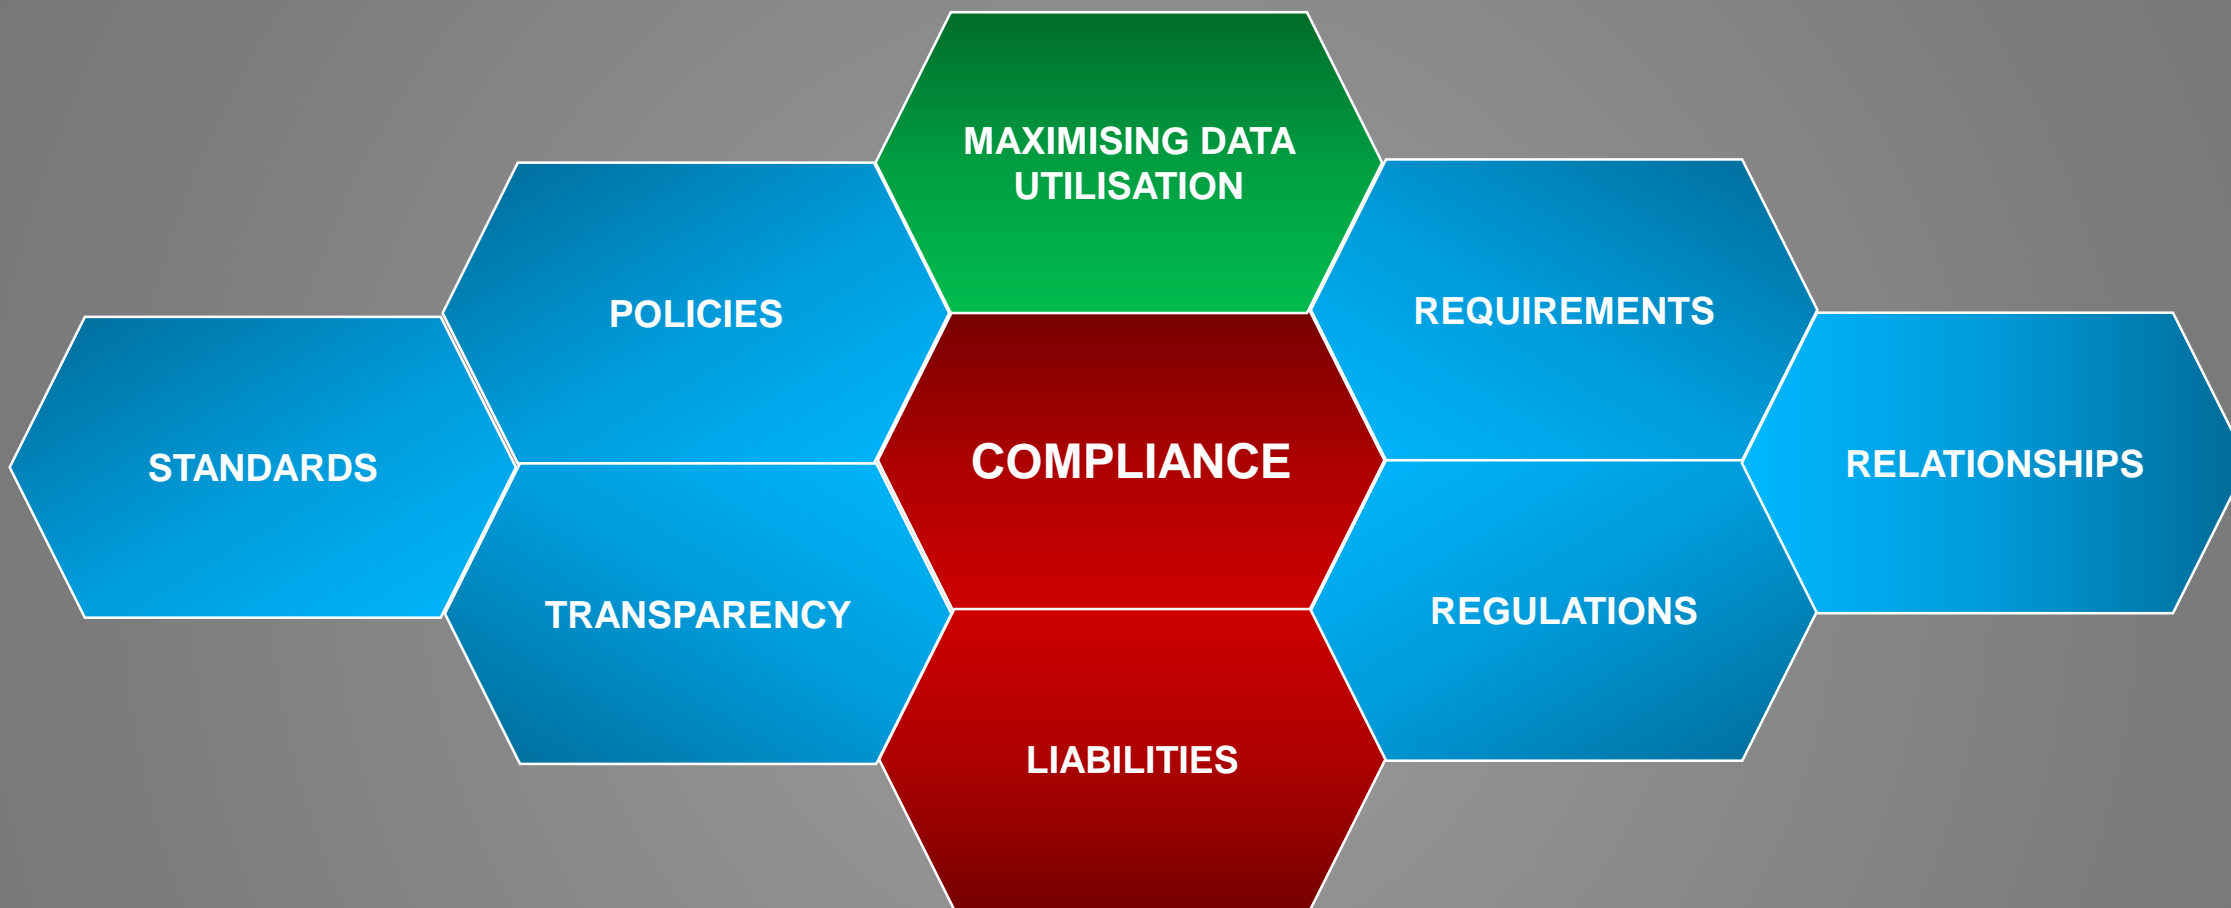 MAXIMISING DATA
UTILISATION
POLICIES
REQUIREMENTS
STANDARDS
COMPLIANCE
RELATIONSHIPS
TRANSPARENCY
REGULATIONS
LIABILITIES